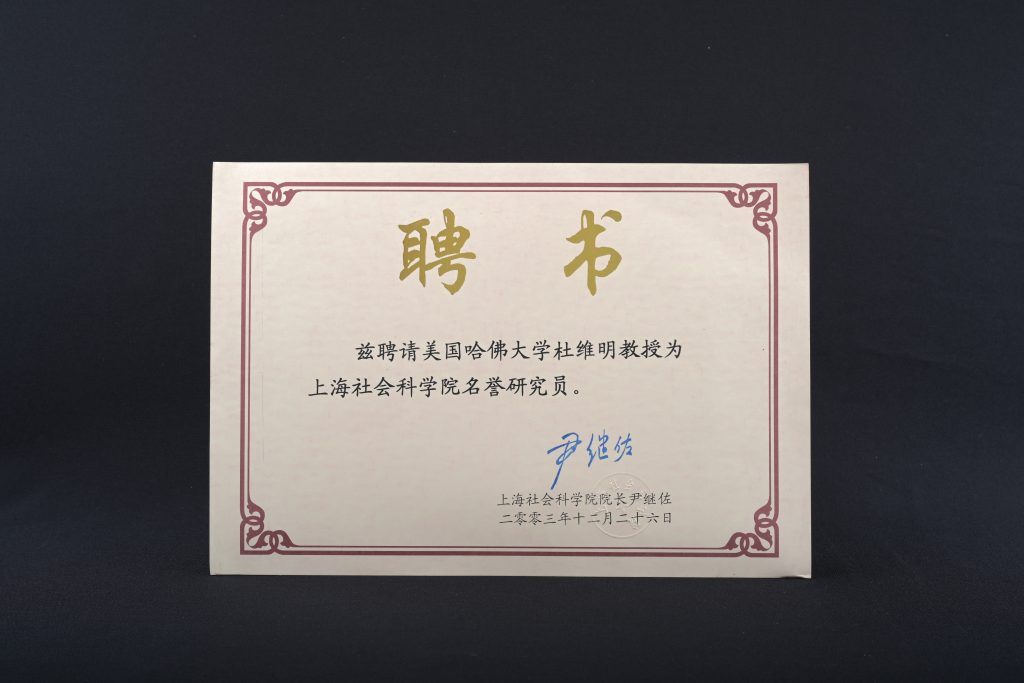 聘书
兹聘请美国哈佛大学杜维明教授为
上海社会科学院名誉研究员。
尹继佐
上海社会科学院院长尹继佐
二零零三年十二月二十六日